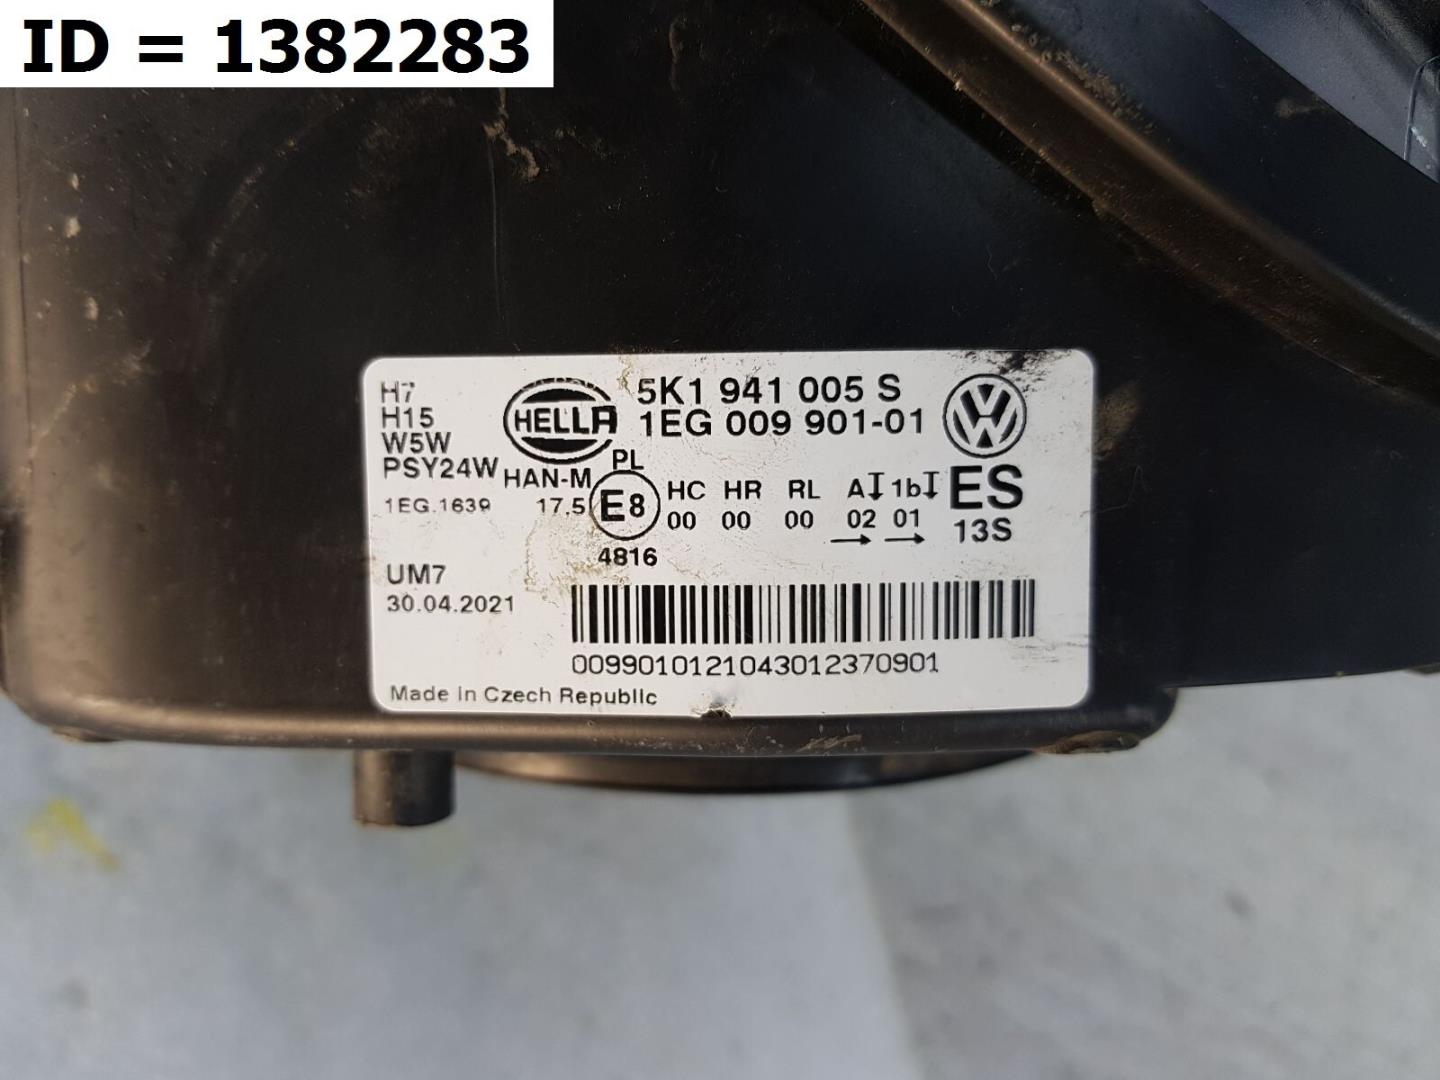 ID = 1382283
H7
H15
W5W
PSY24W
HELLA
5K1 941 005 S
1EG 009 901-01
HAN-M
PL
1EG.1639
17.5
E8
HC HR RL A 1b
00 00 00 02 01
ES
13S
4816
UM7
30.04.2021
0099010121043012370901
Made in Czech Republic